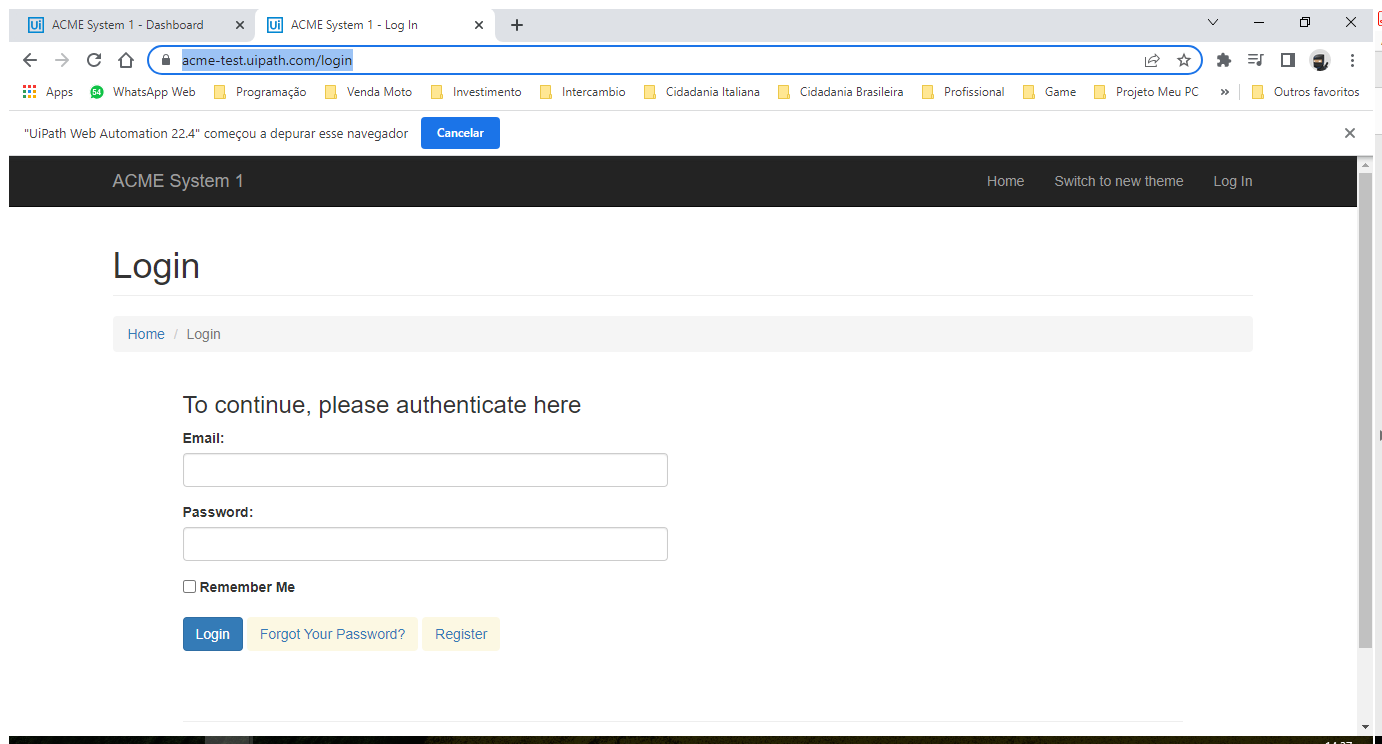 Ui ACME System 1 - Dashboard Ui ACME System 1 - Log In
acme-test.uipath.com/login
Apps 54 WhatsApp Web Programação Venda Moto Investimento Intercambio Cidadania Italiana Cidadania Brasileira Profissional Game Projeto Meu PC » Outros favoritos
"UiPath Web Automation 22.4" começou a depurar esse navegador Cancelar
ACME System 1 Home Switch to new theme Log In
Login
Home / Login
To continue, please authenticate here
Email:
Password:
Remember Me
Login Forgot Your Password? Register